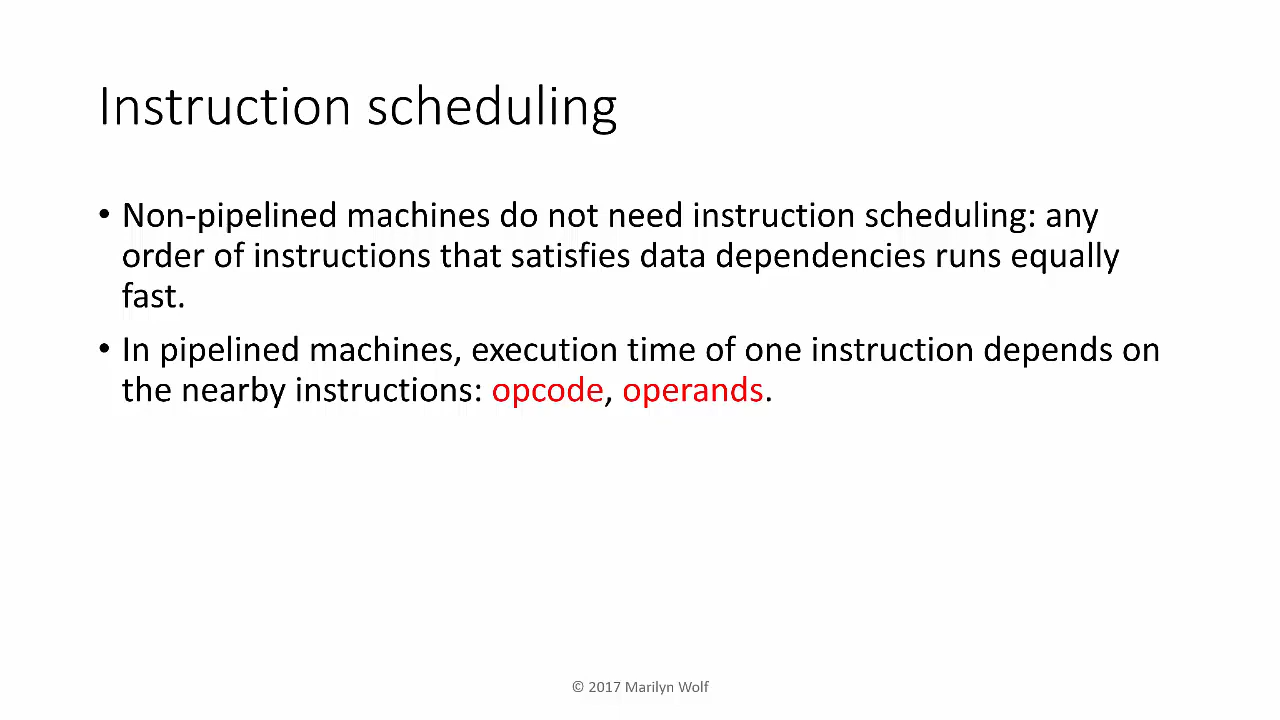 Instruction scheduling
• Non-pipelined machines do not need instruction scheduling: any
order of instructions that satisfies data dependencies runs equally
fast.
• In pipelined machines, execution time of one instruction depends on
the nearby instructions: opcode, operands.
© 2017 Marilyn Wolf